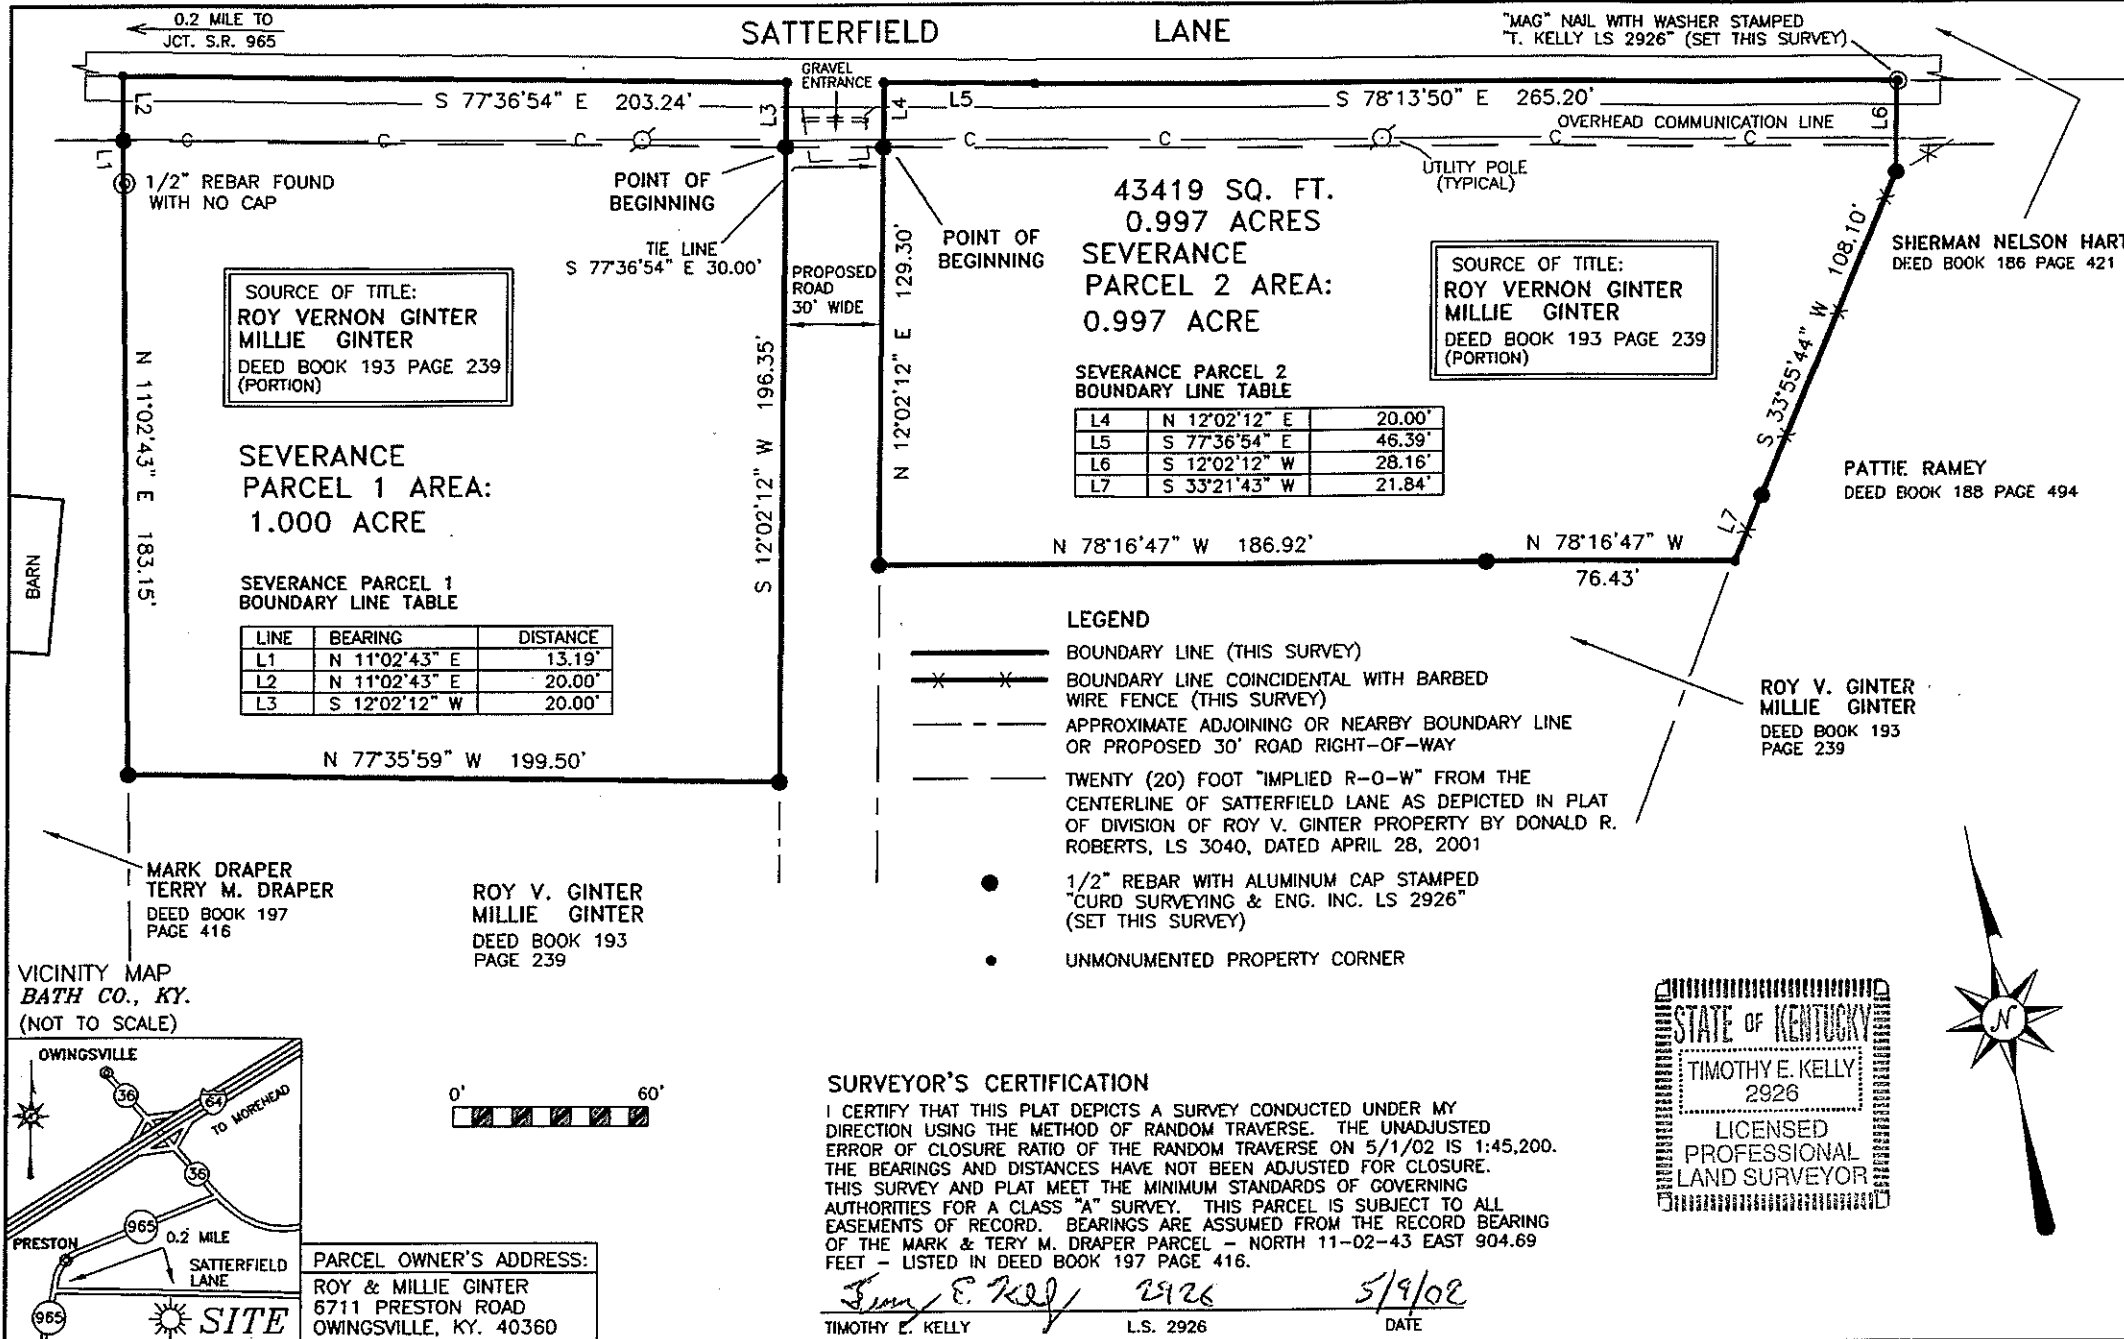 0.2 MILE TO
JCT. S.R. 965
SATTERFIELD LANE
"MAG" NAIL WITH WASHER STAMPED
"T. KELLY LS 2926" (SET THIS SURVEY)
GRAVEL
ENTRANCE
L2
S 77°36'54" E 203.24'
L3
L4
L5
S 78°13'50" E 265.20'
L6
OVERHEAD COMMUNICATION LINE
C C C C C C C
L1
1/2" REBAR FOUND
WITH NO CAP
POINT OF
BEGINNING
UTILITY POLE
(TYPICAL)
43419 SQ. FT.
0.997 ACRES
SEVERANCE
PARCEL 2 AREA:
0.997 ACRE
POINT OF
BEGINNING
TIE LINE
S 77°36'54" E 30.00'
PROPOSED
ROAD
30' WIDE
N 12°02'12" E 129.30'
S 33°55'44" W 108.10'
SHERMAN NELSON HART
DEED BOOK 186 PAGE 421
SOURCE OF TITLE:
ROY VERNON GINTER
MILLIE GINTER
DEED BOOK 193 PAGE 239
(PORTION)
SOURCE OF TITLE:
ROY VERNON GINTER
MILLIE GINTER
DEED BOOK 193 PAGE 239
(PORTION)
N 11°02'43" E 183.15'
S 12°02'12" W 196.35'
SEVERANCE PARCEL 2
BOUNDARY LINE TABLE
L4 N 12°02'12" E 20.00'
L5 S 77°36'54" E 46.39'
L6 S 12°02'12" W 28.16'
L7 S 33°21'43" W 21.84'
SEVERANCE
PARCEL 1 AREA:
1.000 ACRE
PATTIE RAMEY
DEED BOOK 188 PAGE 494
L7
BARN
N 78°16'47" W 186.92'
N 78°16'47" W
76.43'
SEVERANCE PARCEL 1
BOUNDARY LINE TABLE
LINE BEARING DISTANCE
L1 N 11°02'43" E 13.19'
L2 N 11°02'43" E 20.00'
L3 S 12°02'12" W 20.00'
N 77°35'59" W 199.50'
LEGEND
BOUNDARY LINE (THIS SURVEY)
BOUNDARY LINE COINCIDENTAL WITH BARBED
WIRE FENCE (THIS SURVEY)
APPROXIMATE ADJOINING OR NEARBY BOUNDARY LINE
OR PROPOSED 30' ROAD RIGHT-OF-WAY
TWENTY (20) FOOT "IMPLIED R-O-W" FROM THE
CENTERLINE OF SATTERFIELD LANE AS DEPICTED IN PLAT
OF DIVISION OF ROY V. GINTER PROPERTY BY DONALD R.
ROBERTS, LS 3040, DATED APRIL 28, 2001
1/2" REBAR WITH ALUMINUM CAP STAMPED
"CURD SURVEYING & ENG. INC. LS 2926"
(SET THIS SURVEY)
UNMONUMENTED PROPERTY CORNER
ROY V. GINTER
MILLIE GINTER
DEED BOOK 193
PAGE 239
MARK DRAPER
TERRY M. DRAPER
DEED BOOK 197
PAGE 416
ROY V. GINTER
MILLIE GINTER
DEED BOOK 193
PAGE 239
VICINITY MAP
BATH CO., KY.
(NOT TO SCALE)
OWINGSVILLE
36
64
TO MOREHEAD
36
965
0.2 MILE
PRESTON
SATTERFIELD
LANE
965
SITE
0' 60'
PARCEL OWNER'S ADDRESS:
ROY & MILLIE GINTER
6711 PRESTON ROAD
OWINGSVILLE, KY. 40360
SURVEYOR'S CERTIFICATION
I CERTIFY THAT THIS PLAT DEPICTS A SURVEY CONDUCTED UNDER MY
DIRECTION USING THE METHOD OF RANDOM TRAVERSE. THE UNADJUSTED
ERROR OF CLOSURE RATIO OF THE RANDOM TRAVERSE ON 5/1/02 IS 1:45,200.
THE BEARINGS AND DISTANCES HAVE NOT BEEN ADJUSTED FOR CLOSURE.
THIS SURVEY AND PLAT MEET THE MINIMUM STANDARDS OF GOVERNING
AUTHORITIES FOR A CLASS "A" SURVEY. THIS PARCEL IS SUBJECT TO ALL
EASEMENTS OF RECORD. BEARINGS ARE ASSUMED FROM THE RECORD BEARING
OF THE MARK & TERY M. DRAPER PARCEL - NORTH 11-02-43 EAST 904.69
FEET - LISTED IN DEED BOOK 197 PAGE 416.
2926 5/9/02
TIMOTHY E. KELLY L.S. 2926 DATE
STATE OF KENTUCKY
TIMOTHY E. KELLY
2926
LICENSED
PROFESSIONAL
LAND SURVEYOR
N